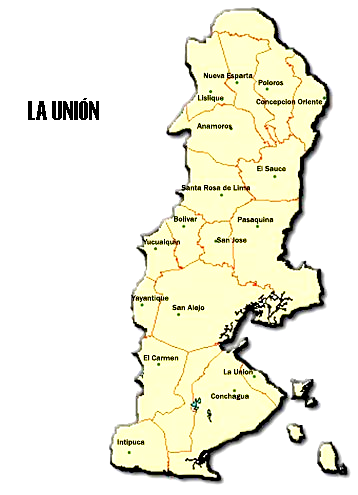 LA UNIÓN
Nueva Esparta
Poloros
Lislique
Concepcion Oriente
Anamoros
El Sauce
Santa Rosa de Lima
Bolivar
Pasaquina
Yucuaiquin
San Jose
Yayantique
San Alejo
El Carmen
La Union
Conchagua
Intipuca